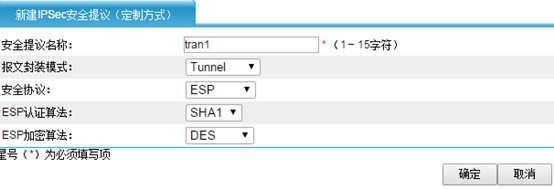 新建IPSec安全提议（定制方式）
安全提议名称： tran1 *（1- 15字符）
报文封装模式： Tunnel
安全协议： ESP
ESP认证算法： SHA1
ESP加密算法： DES
星号（*）为必须填写项
确定 取消